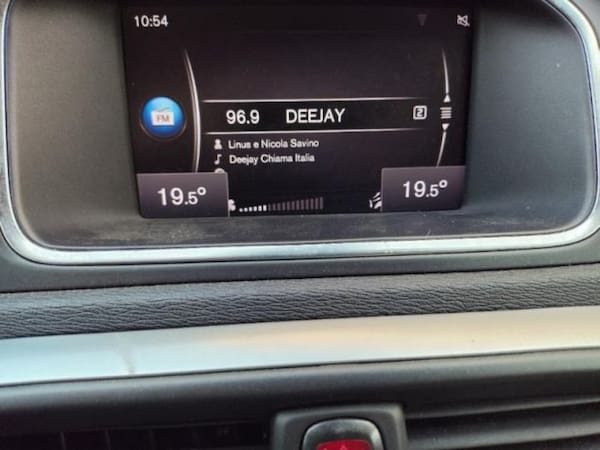 10:54
FM
96.9 DEEJAY 2
Linus e Nicola Savino
Deejay Chiama Italia
19.5° 19.5°